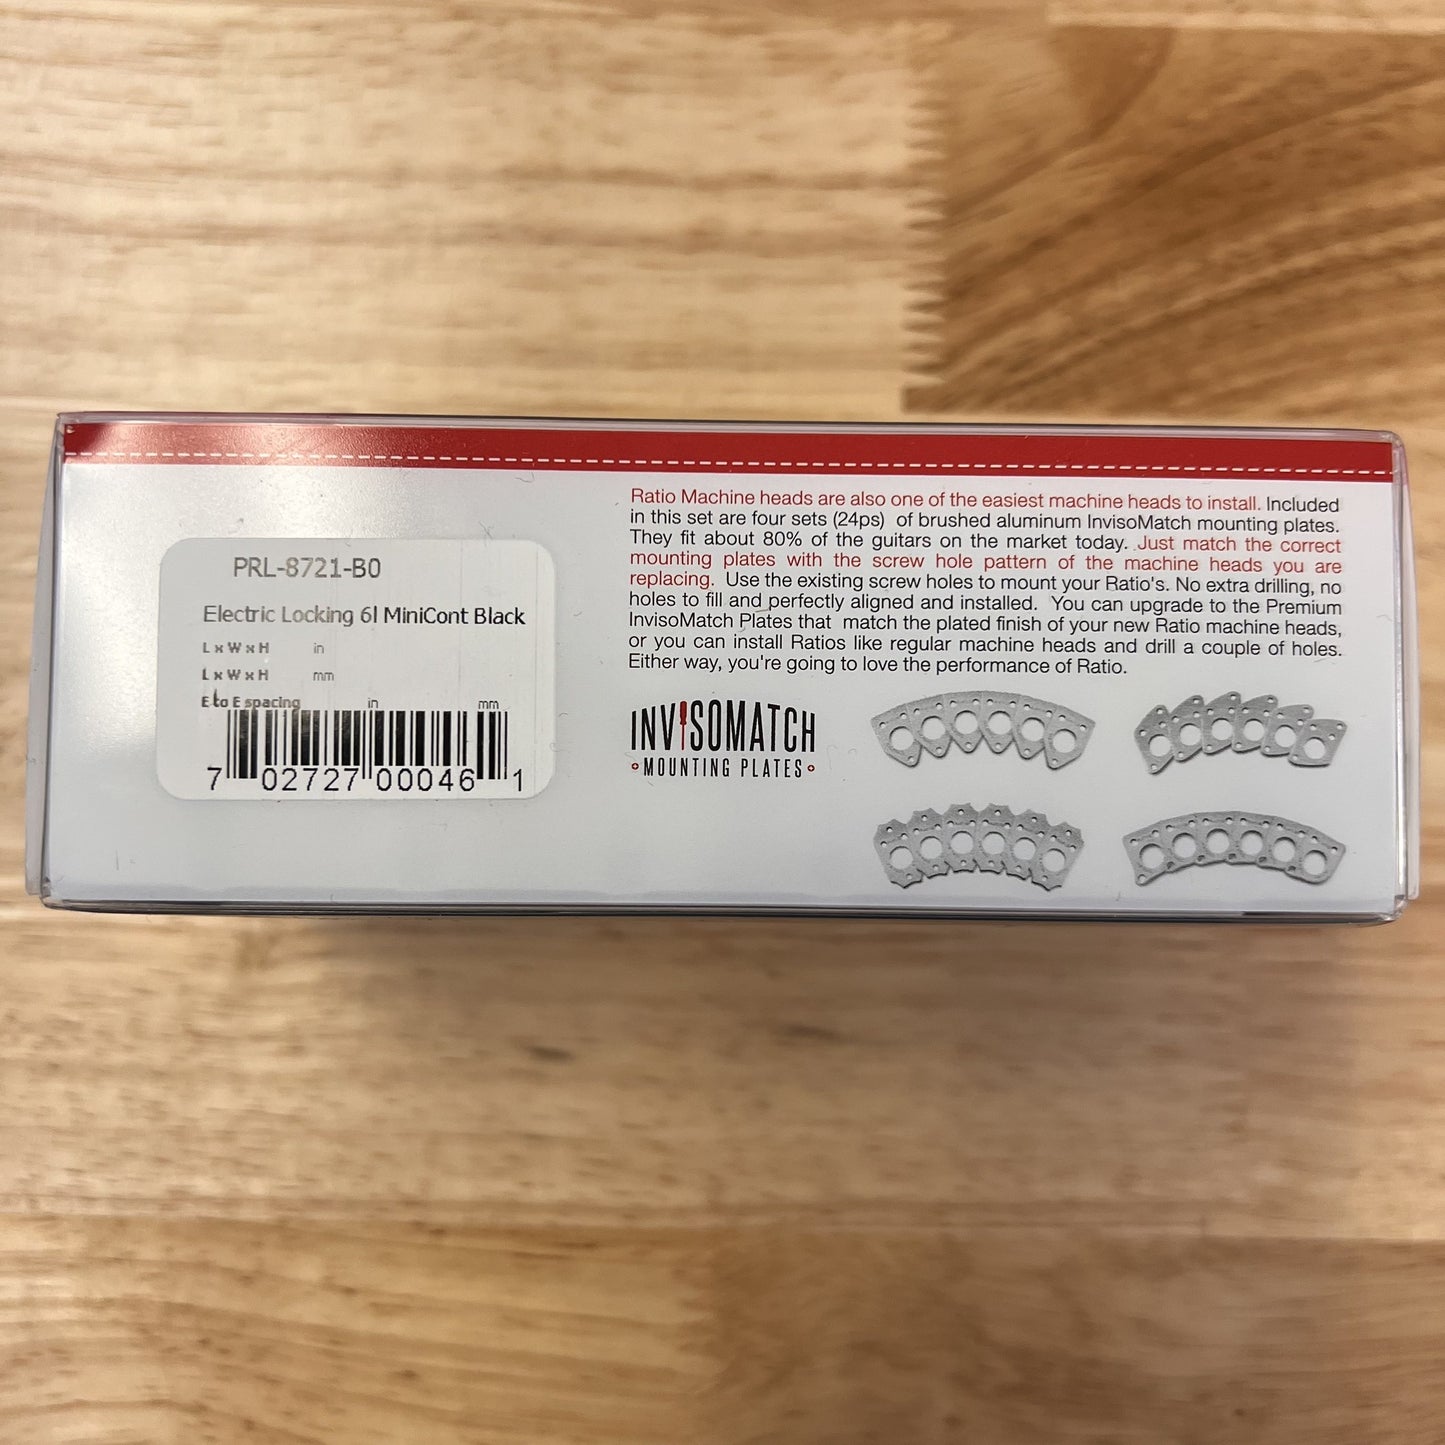 PRL-8721-B0
Electric Locking 6l MiniCont Black
L x W x H in
L x W x H mm
E to E spacing in mm
7 02727 00046 1
Ratio Machine heads are also one of the easiest machine heads to install. Included
in this set are four sets (24ps) of brushed aluminum InvisoMatch mounting plates.
They fit about 80% of the guitars on the market today. Just match the correct
mounting plates with the screw hole pattern of the machine heads you are
replacing. Use the existing screw holes to mount your Ratio's. No extra drilling, no
holes to fill and perfectly aligned and installed. You can upgrade to the Premium
InvisoMatch Plates that match the plated finish of your new Ratio machine heads,
or you can install Ratios like regular machine heads and drill a couple of holes.
Either way, you're going to love the performance of Ratio.
INVISOMATCH
MOUNTING PLATES